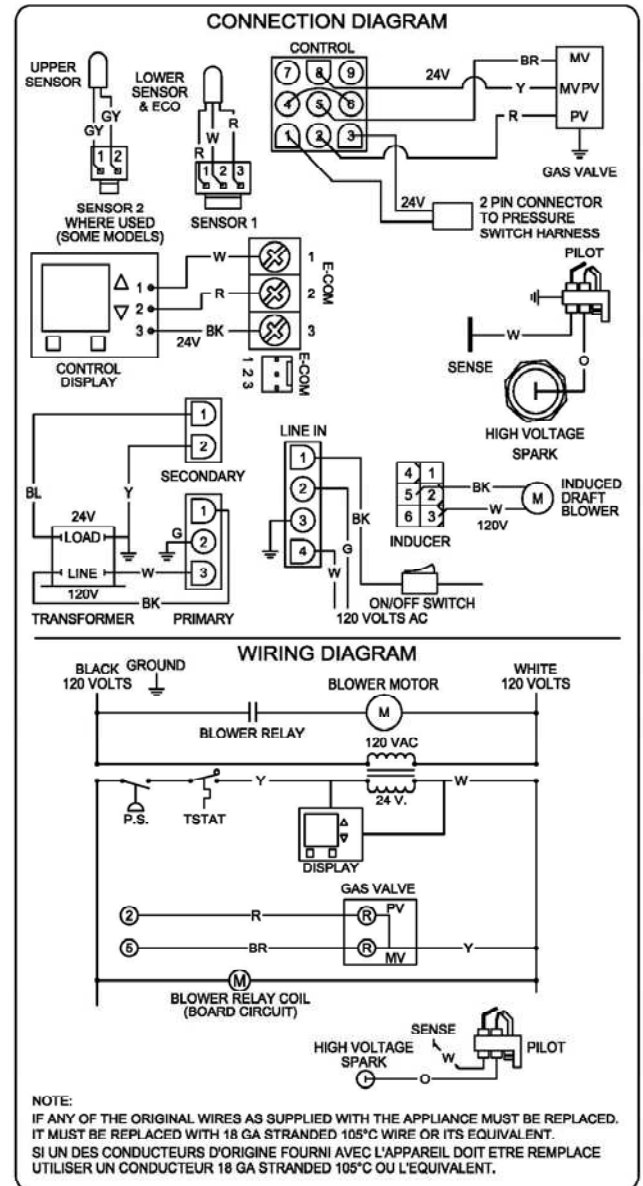 CONNECTION DIAGRAM
UPPER
SENSOR
GY
GY
1 2
SENSOR 2
WHERE USED
(SOME MODELS)
LOWER
SENSOR
& ECO
R
W
R
1 2 3
SENSOR 1
CONTROL
7 8 9
4 5 6
1 2 3
24V
BR
Y
R
MV
MVPV
PV
GAS VALVE
24V
2 PIN CONNECTOR
TO PRESSURE
SWITCH HARNESS
1
2
3
W
R
BK
24V
CONTROL
DISPLAY
1
2
3
E-COM
1 2 3
E-COM
PILOT
W
O
SENSE
HIGH VOLTAGE
SPARK
1
2
SECONDARY
BL
Y
24V
LOAD
LINE
120V
TRANSFORMER
G
W
BK
1
2
3
PRIMARY
LINE IN
1
2
3
4
BK
G
W
ON/OFF SWITCH
120 VOLTS AC
4 1
5 2
6 3
INDUCER
BK
W
120V
M
INDUCED
DRAFT
BLOWER
WIRING DIAGRAM
BLACK
120 VOLTS
GROUND
WHITE
120 VOLTS
BLOWER MOTOR
M
BLOWER RELAY
120 VAC
24 V.
Y
W
P.S.
TSTAT
DISPLAY
GAS VALVE
2
R
R
PV
5
BR
R
MV
Y
M
BLOWER RELAY COIL
(BOARD CIRCUIT)
SENSE
W
PILOT
HIGH VOLTAGE
SPARK
O
NOTE:
IF ANY OF THE ORIGINAL WIRES AS SUPPLIED WITH THE APPLIANCE MUST BE REPLACED.
IT MUST BE REPLACED WITH 18 GA STRANDED 105°C WIRE OR ITS EQUIVALENT.
SI UN DES CONDUCTEURS D'ORIGINE FOURNI AVEC L'APPAREIL DOIT ETRE REMPLACE
UTILISER UN CONDUCTEUR 18 GA STRANDED 105°C OU L'EQUIVALENT.